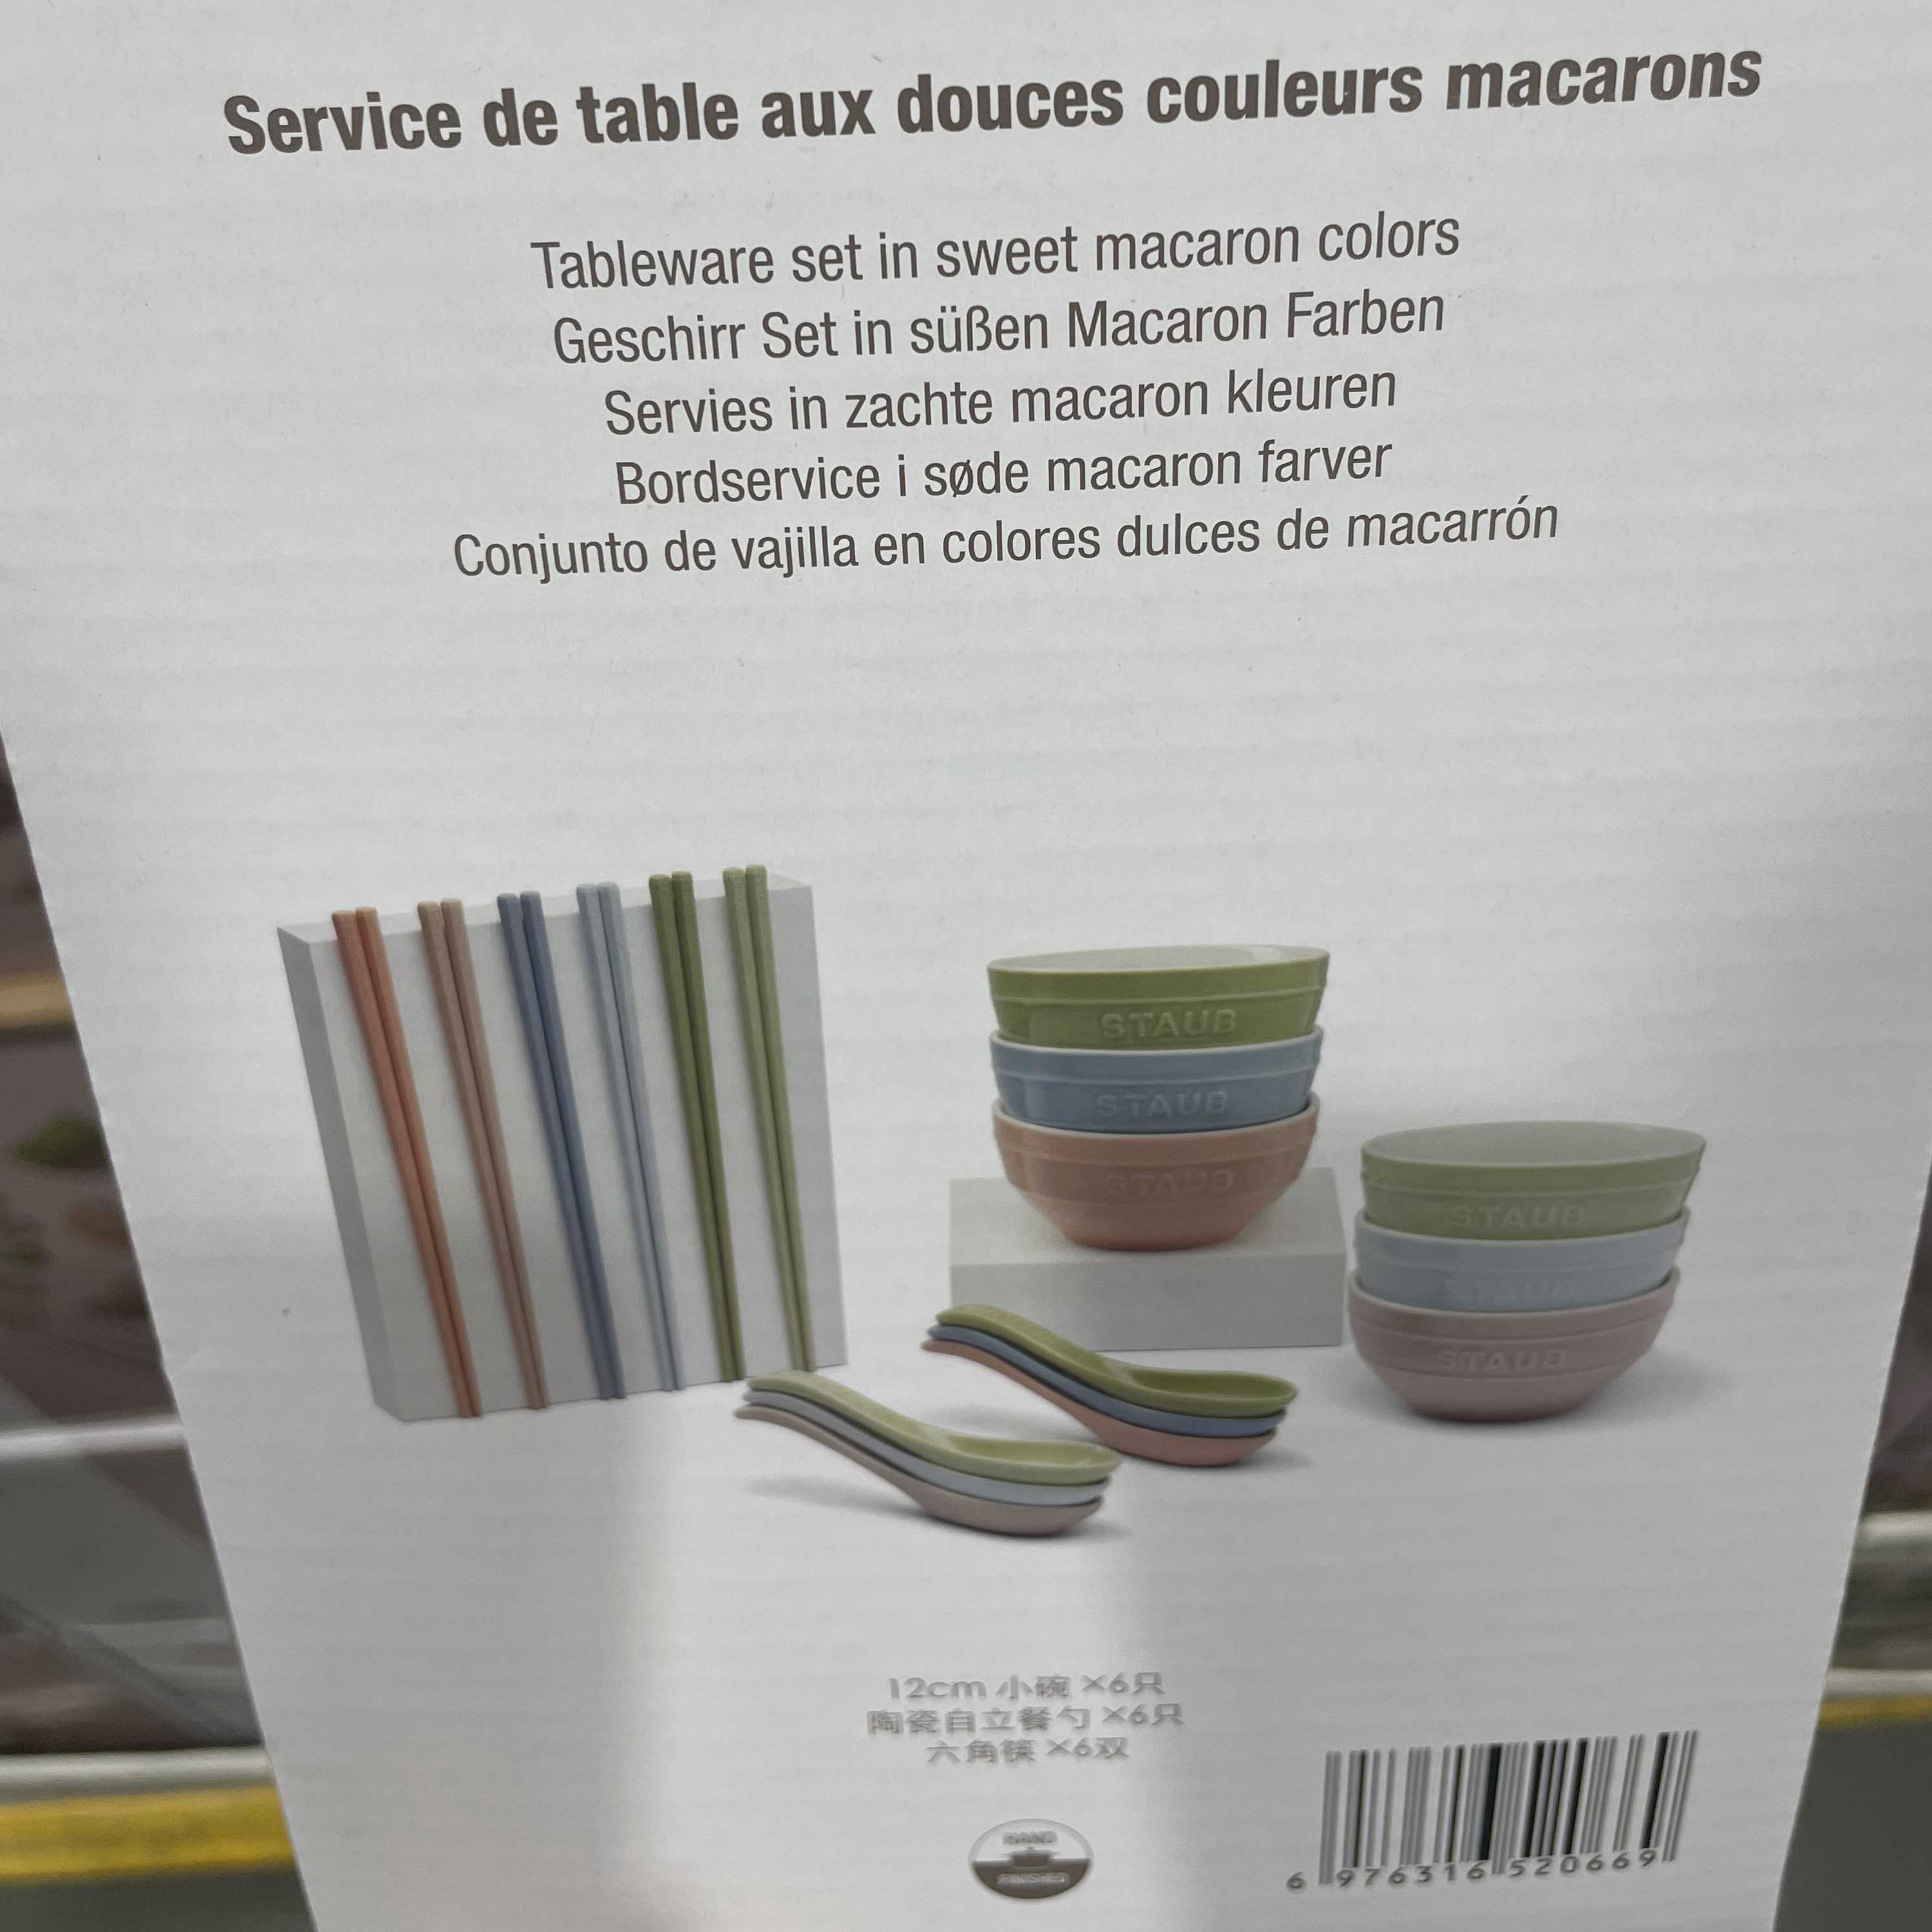 Service de table aux douces couleurs macarons
Tableware set in sweet macaron colors
Geschirr Set in süßen Macaron Farben
Servies in zachte macaron kleuren
Bordservice i søde macaron farver
Conjunto de vajilla en colores dulces de macarrón
STAUB
STAUB
STAUB
STAUB
STAUB
STAUB
12cm 小碗 ×6只
陶瓷自立餐勺 ×6只
六角筷 ×6双
HAND
FINISHED
6 976316 520669